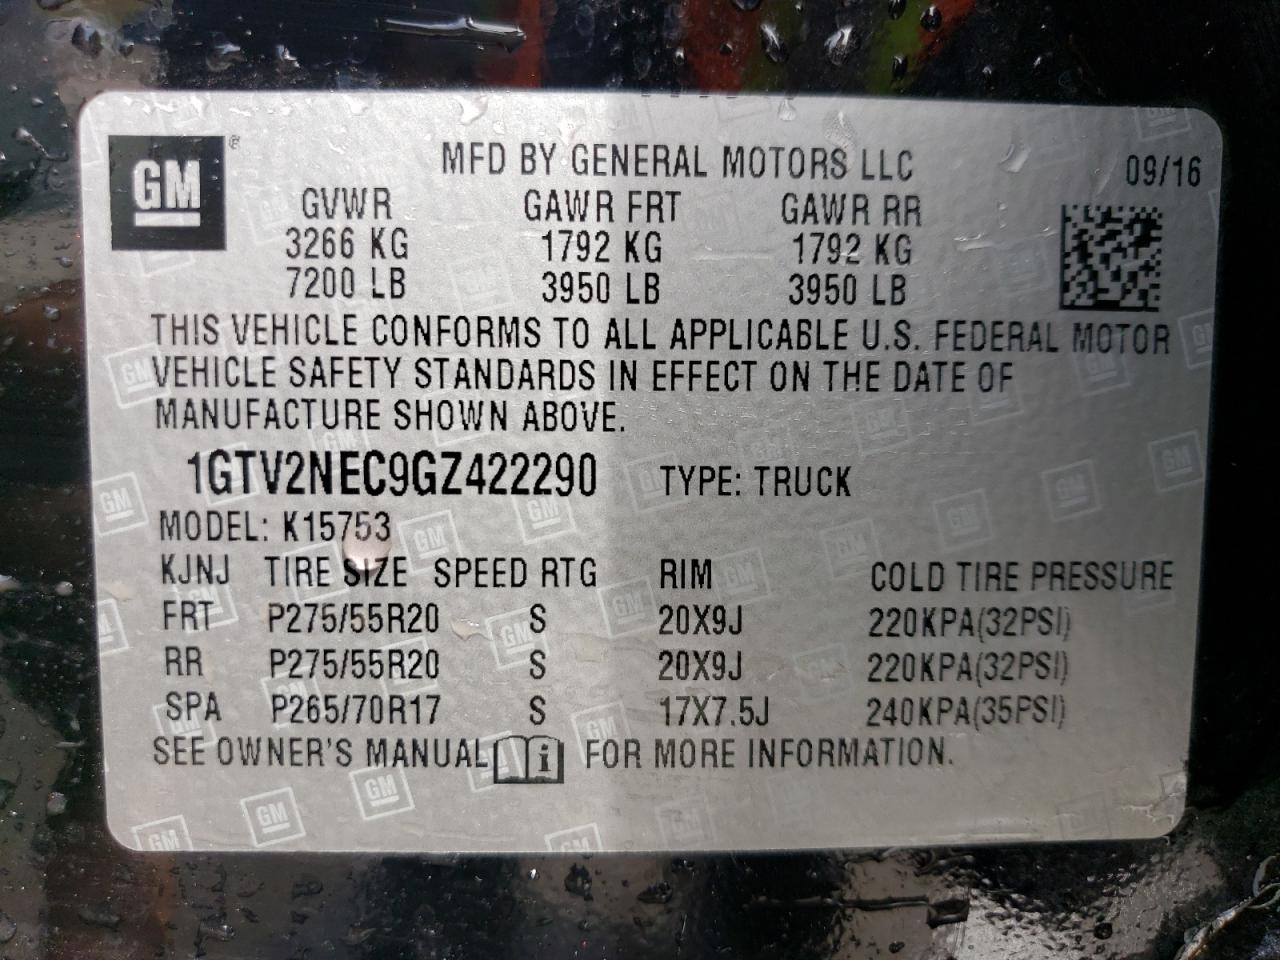 GM ®
MFD BY GENERAL MOTORS LLC 09/16
GVWR GAWR FRT GAWR RR
3266 KG 1792 KG 1792 KG
7200 LB 3950 LB 3950 LB
THIS VEHICLE CONFORMS TO ALL APPLICABLE U.S. FEDERAL MOTOR
VEHICLE SAFETY STANDARDS IN EFFECT ON THE DATE OF
MANUFACTURE SHOWN ABOVE.
1GTV2NEC9GZ422290 TYPE: TRUCK
MODEL: K15753
KJNJ TIRE SIZE SPEED RTG RIM COLD TIRE PRESSURE
FRT P275/55R20 S 20X9J 220KPA(32PSI)
RR P275/55R20 S 20X9J 220KPA(32PSI)
SPA P265/70R17 S 17X7.5J 240KPA(35PSI)
SEE OWNER'S MANUAL i FOR MORE INFORMATION.